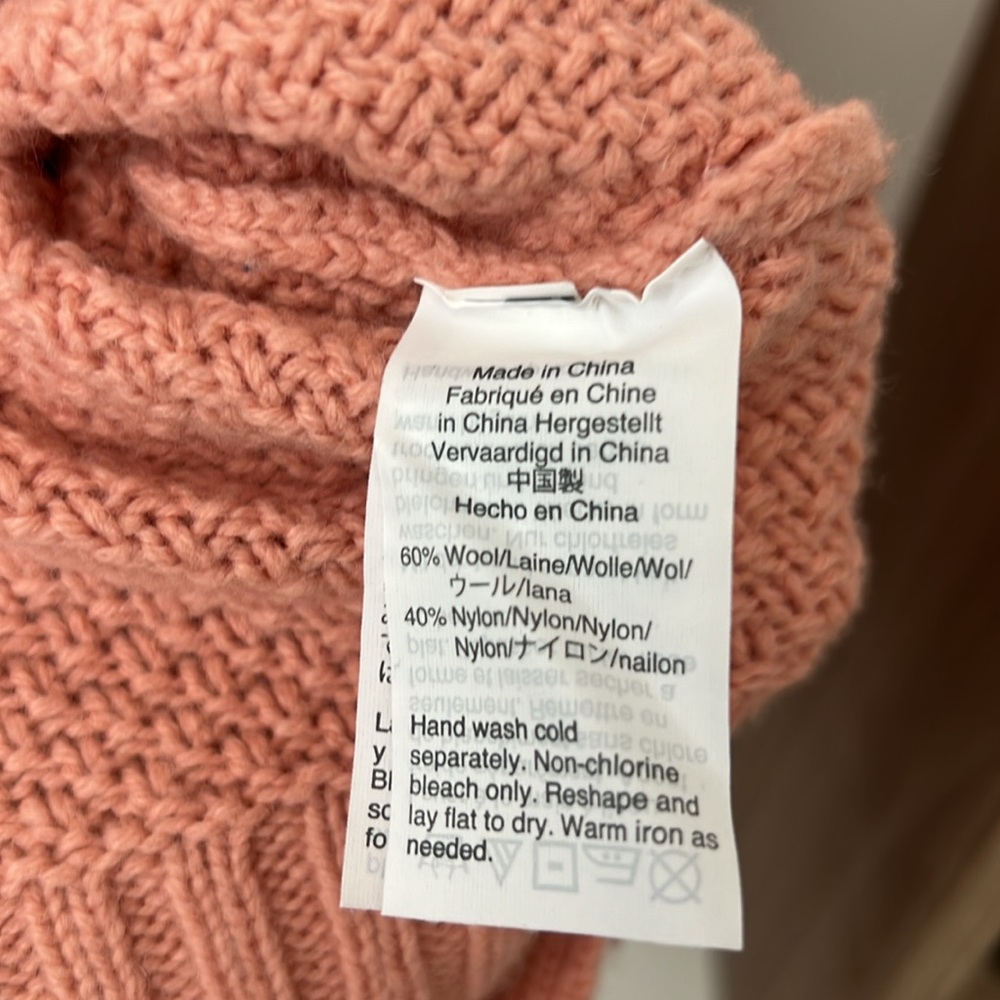 Made in China
Fabriqué en Chine
in China Hergestellt
Vervaardigd in China
中国製
Hecho en China
60% Wool/Laine/Wolle/Wol/
ウール/lana
40% Nylon/Nylon/Nylon/
Nylon/ナイロン/nailon
Hand wash cold
separately. Non-chlorine
bleach only. Reshape and
lay flat to dry. Warm iron as
needed.